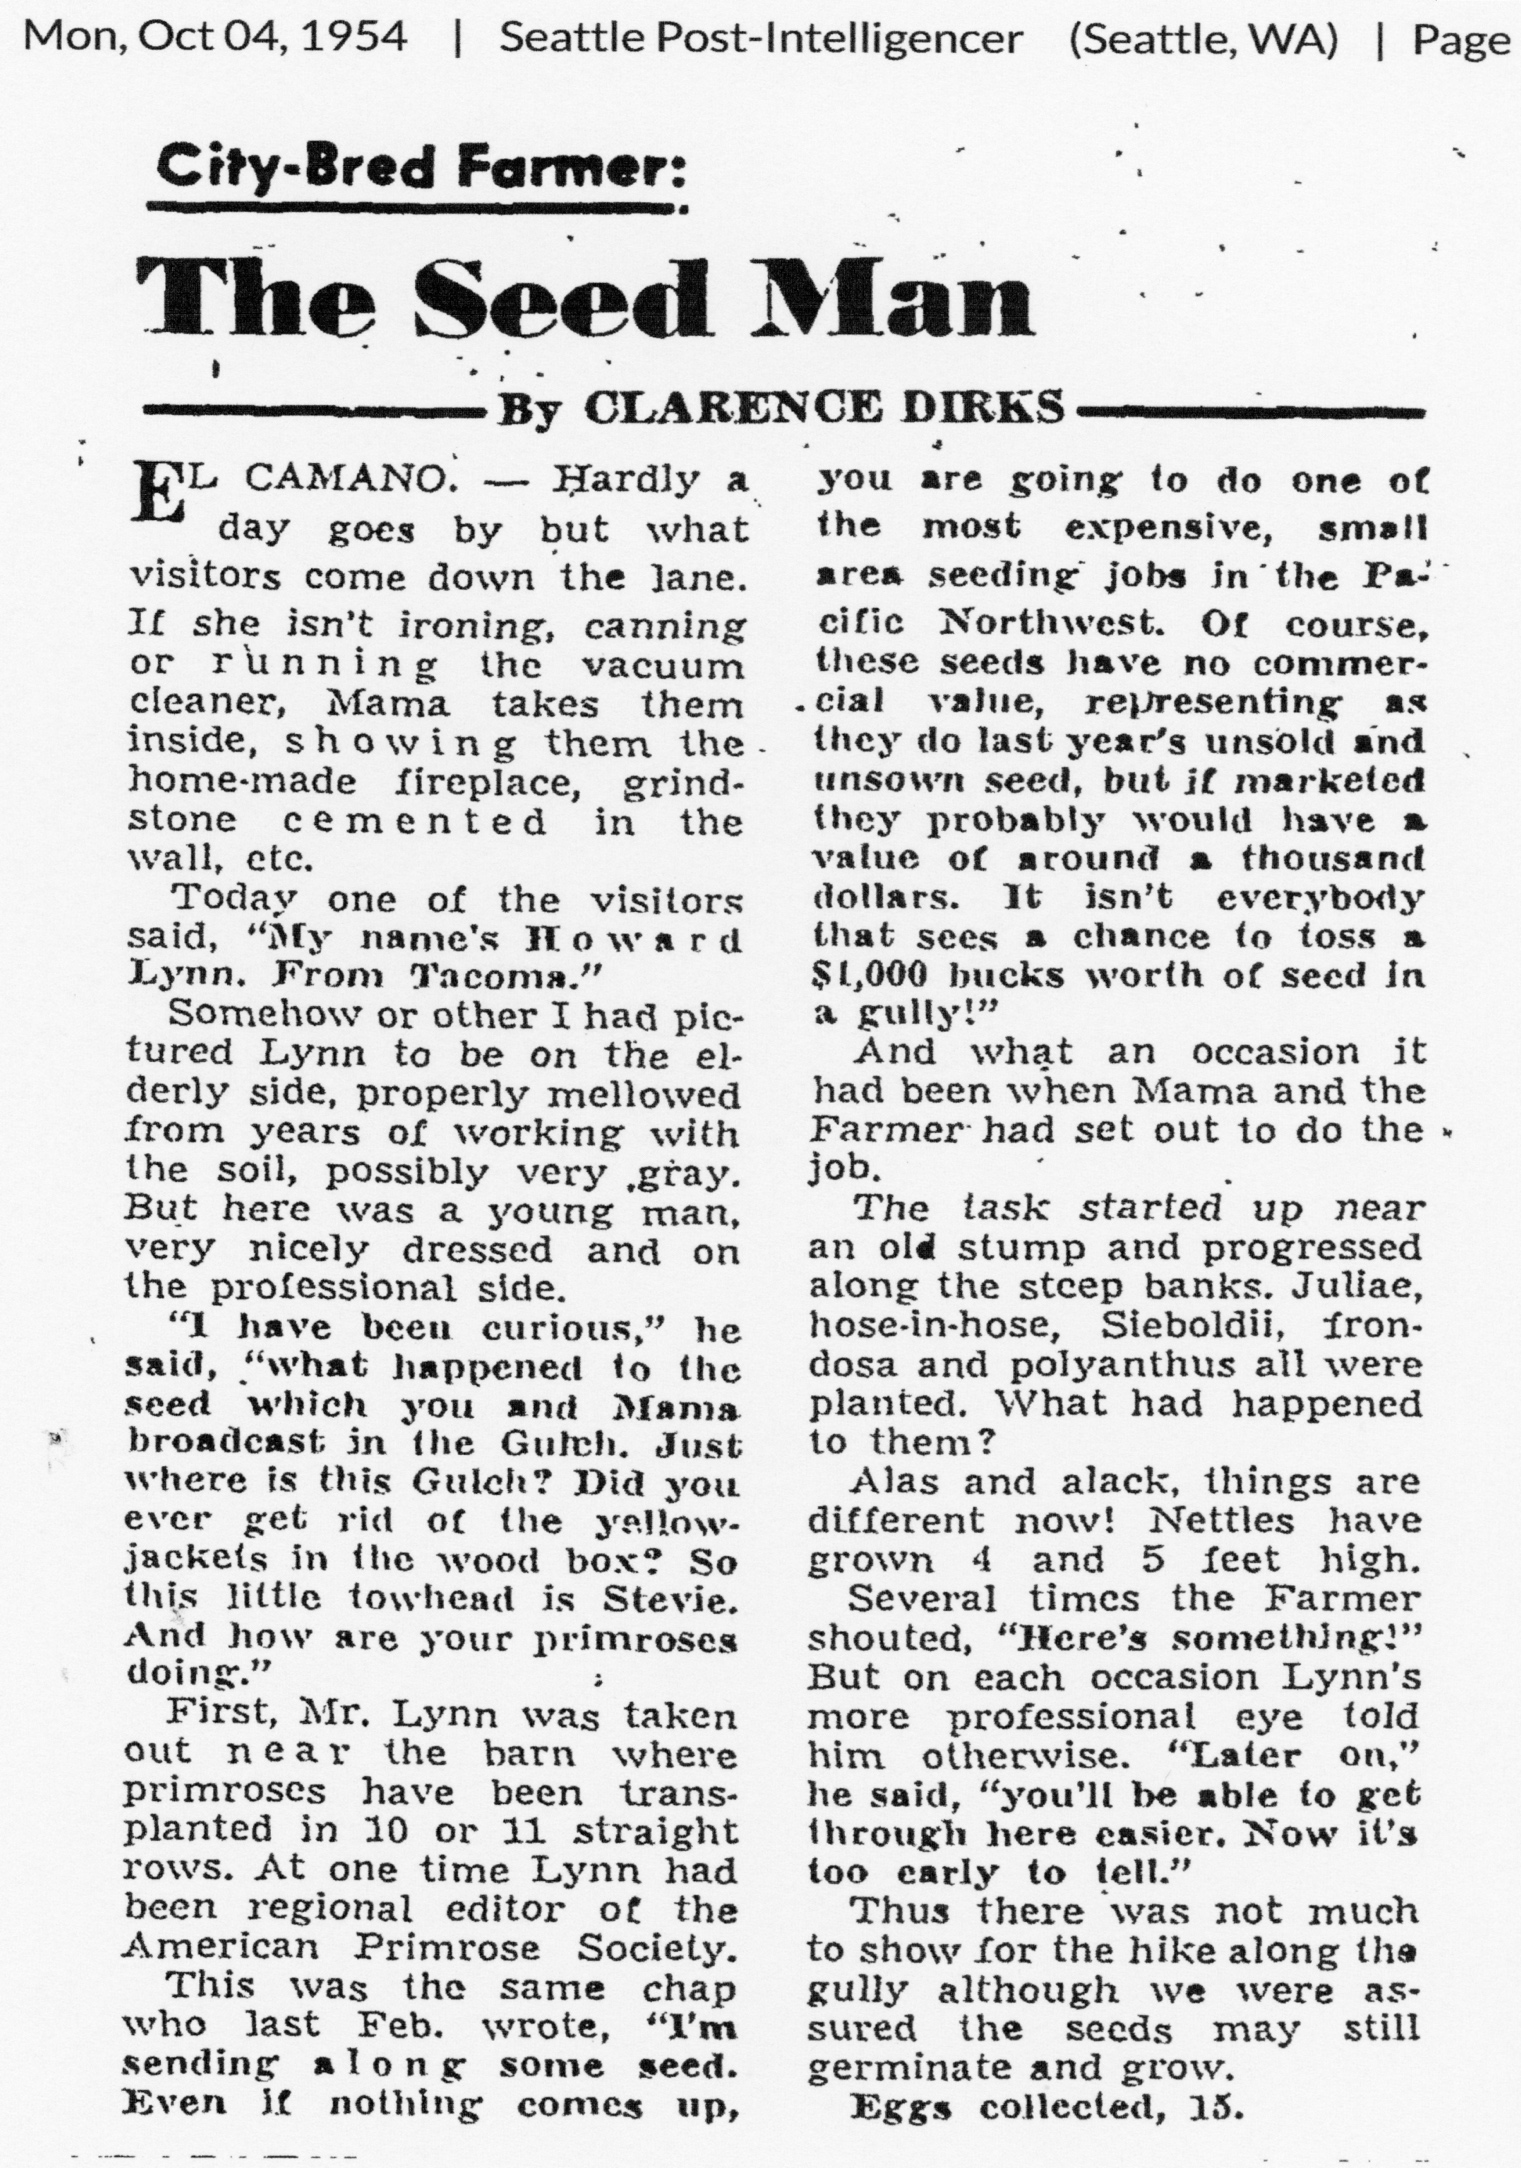 Mon, Oct 04, 1954 | Seattle Post-Intelligencer (Seattle, WA) | Page
City-Bred Farmer:
The Seed Man
By CLARENCE DIRKS
EL CAMANO. — Hardly a
day goes by but what
visitors come down the lane.
If she isn't ironing, canning
or running the vacuum
cleaner, Mama takes them
inside, showing them the
home-made fireplace, grind-
stone cemented in the
wall, etc.
Today one of the visitors
said, "My name's Howard
Lynn. From Tacoma."
Somehow or other I had pic-
tured Lynn to be on the el-
derly side, properly mellowed
from years of working with
the soil, possibly very gray.
But here was a young man,
very nicely dressed and on
the professional side.
"I have been curious," he
said, "what happened to the
seed which you and Mama
broadcast in the Gulch. Just
where is this Gulch? Did you
ever get rid of the yellow-
jackets in the wood box? So
this little towhead is Stevie.
And how are your primroses
doing."
First, Mr. Lynn was taken
out near the barn where
primroses have been trans-
planted in 10 or 11 straight
rows. At one time Lynn had
been regional editor of the
American Primrose Society.
This was the same chap
who last Feb. wrote, "I'm
sending along some seed.
Even if nothing comes up,
you are going to do one of
the most expensive, small
area seeding jobs in the Pa-
cific Northwest. Of course,
these seeds have no commer-
cial value, representing as
they do last year's unsold and
unsown seed, but if marketed
they probably would have a
value of around a thousand
dollars. It isn't everybody
that sees a chance to toss a
$1,000 bucks worth of seed in
a gully!"
And what an occasion it
had been when Mama and the
Farmer had set out to do the
job.
The task started up near
an old stump and progressed
along the steep banks. Juliae,
hose-in-hose, Sieboldii, fron-
dosa and polyanthus all were
planted. What had happened
to them?
Alas and alack, things are
different now! Nettles have
grown 4 and 5 feet high.
Several times the Farmer
shouted, "Here's something!"
But on each occasion Lynn's
more professional eye told
him otherwise. "Later on,"
he said, "you'll be able to get
through here easier. Now it's
too early to tell."
Thus there was not much
to show for the hike along the
gully although we were as-
sured the seeds may still
germinate and grow.
Eggs collected, 15.